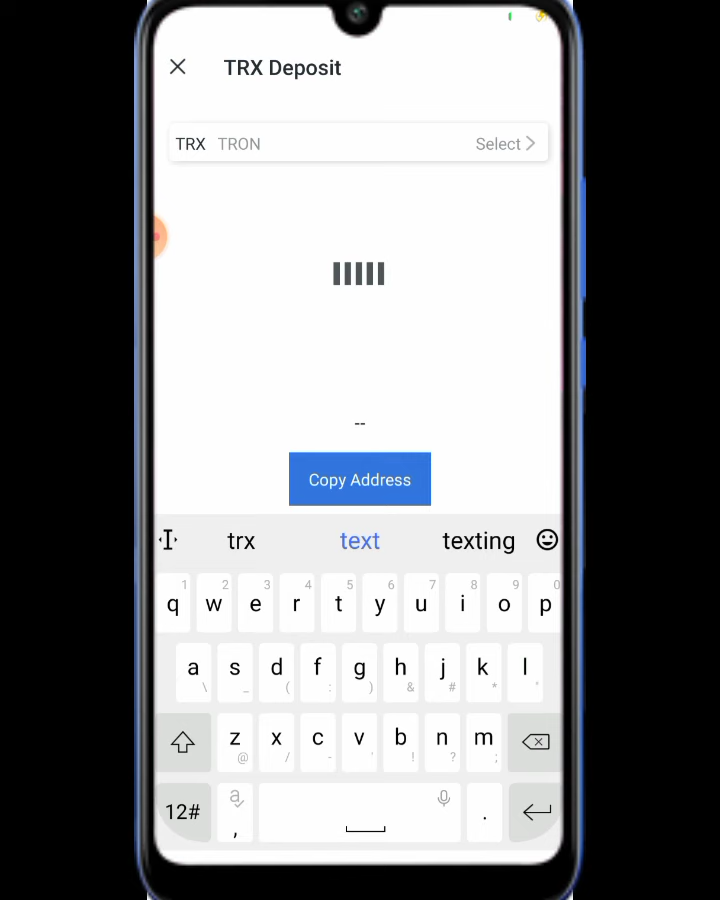 TRX Deposit
TRX TRON Select
--
Copy Address
trx text texting
1 2 3 4 5 6 7 8 9 0
q w e r t y u i o p
a s d f g h j k l
\ _ ( : ) & # * '
z x c v b n m
@ / - ' ! ? ;
12# a , .